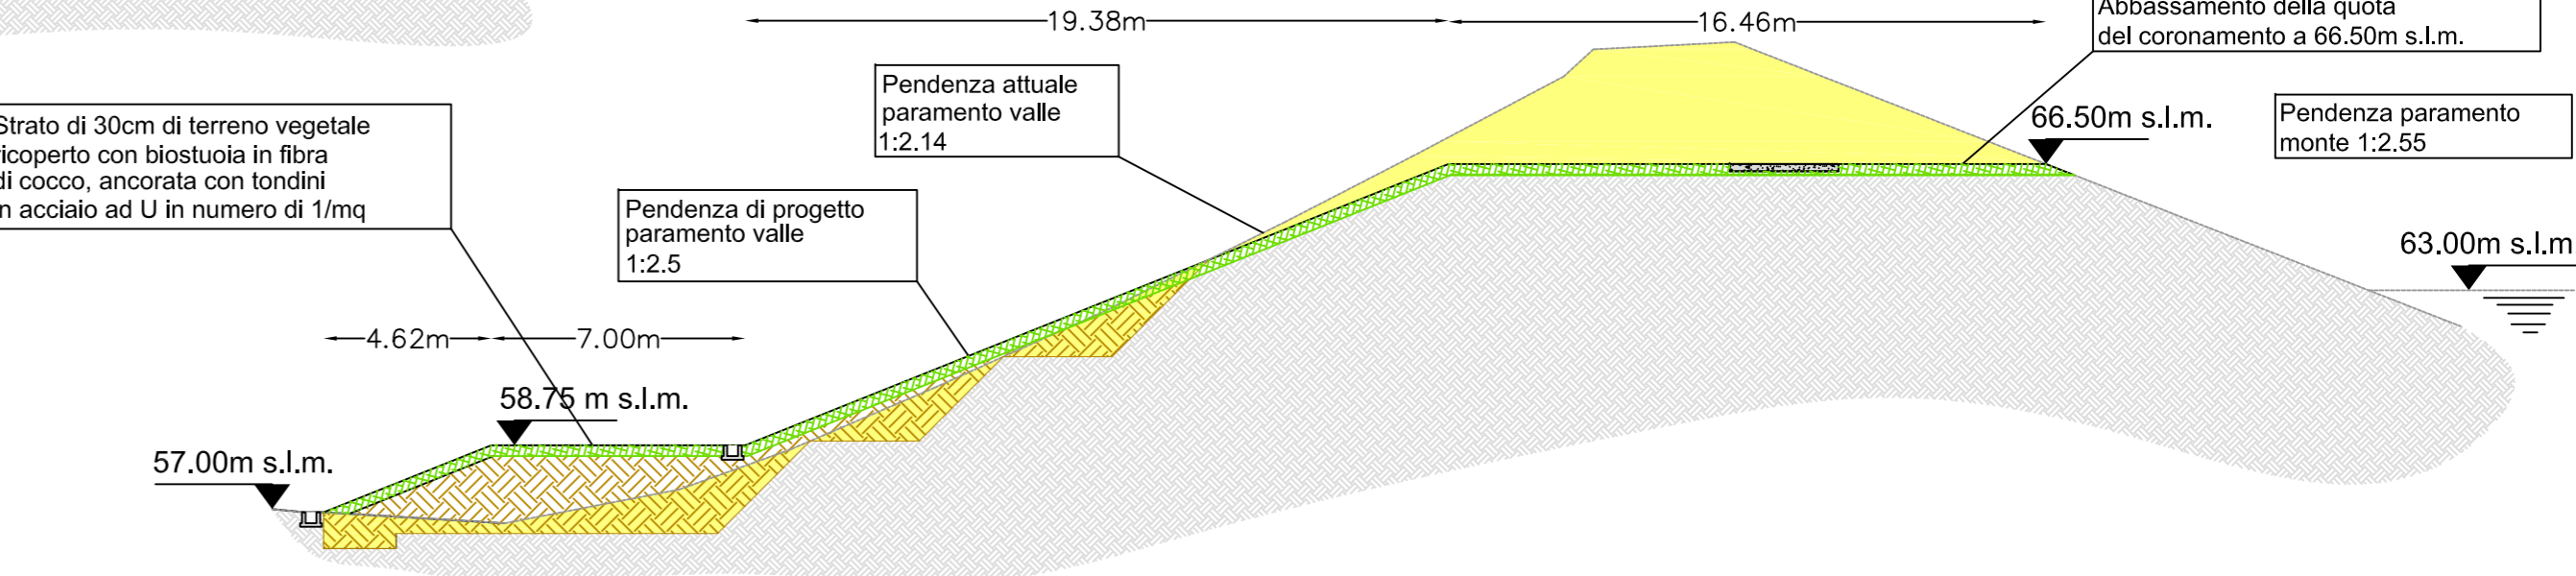 19.38m
16.46m
Abbassamento della quota
del coronamento a 66.50m s.l.m.
Pendenza attuale
paramento valle
1:2.14
Strato di 30cm di terreno vegetale
ricoperto con biostuoia in fibra
di cocco, ancorata con tondini
in acciaio ad U in numero di 1/mq
66.50m s.l.m.
Pendenza paramento
monte 1:2.55
Pendenza di progetto
paramento valle
1:2.5
63.00m s.l.m
4.62m
7.00m
58.75 m s.l.m.
57.00m s.l.m.